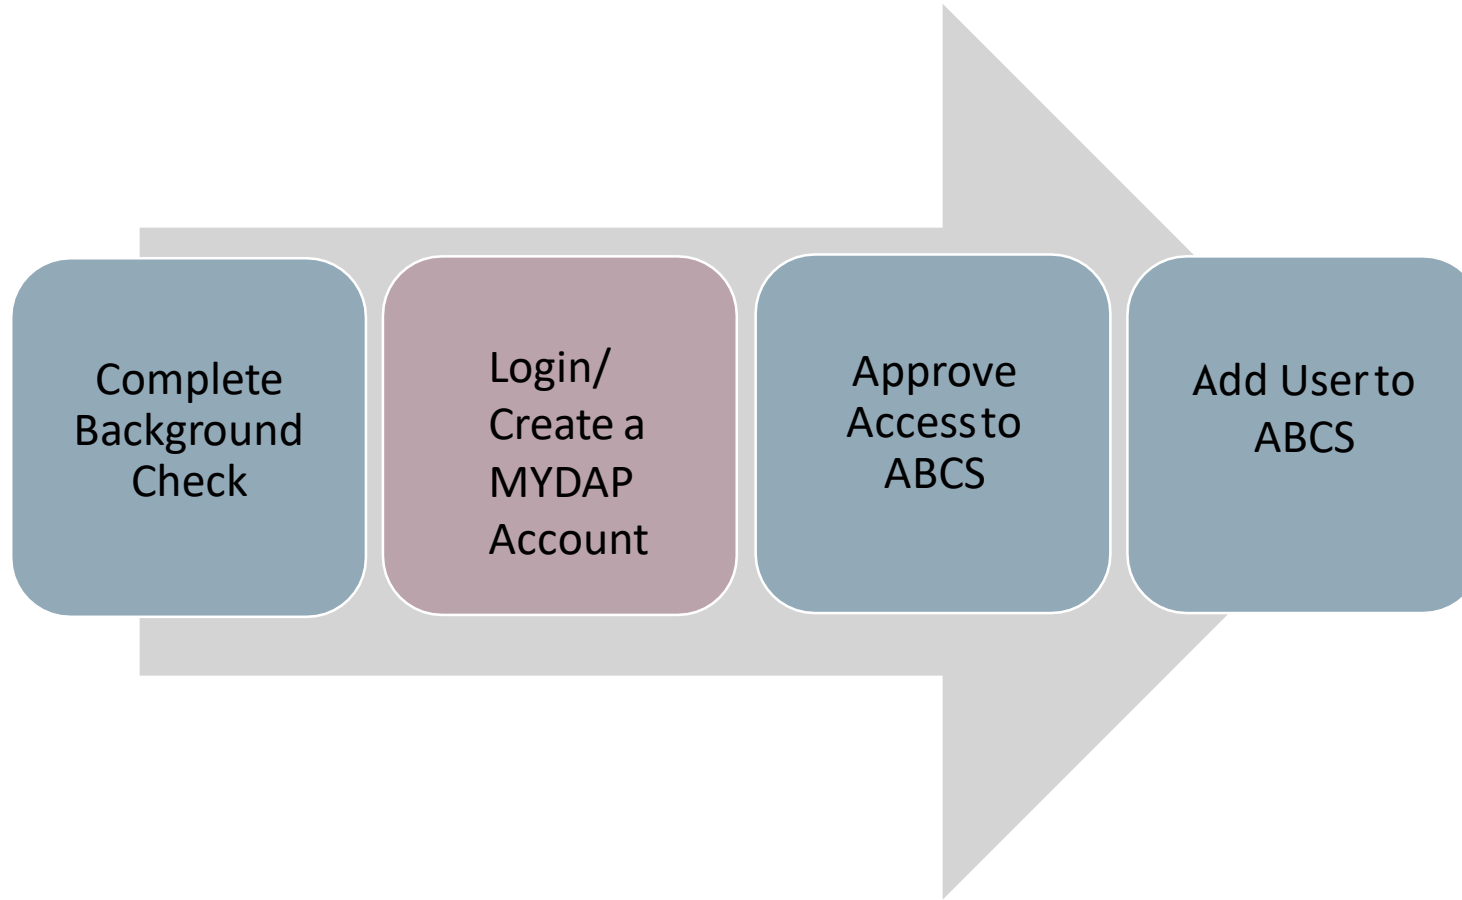 Complete
Background
Check
Login/
Create a
MYDAP
Account
Approve
Access to
ABCS
Add User to
ABCS